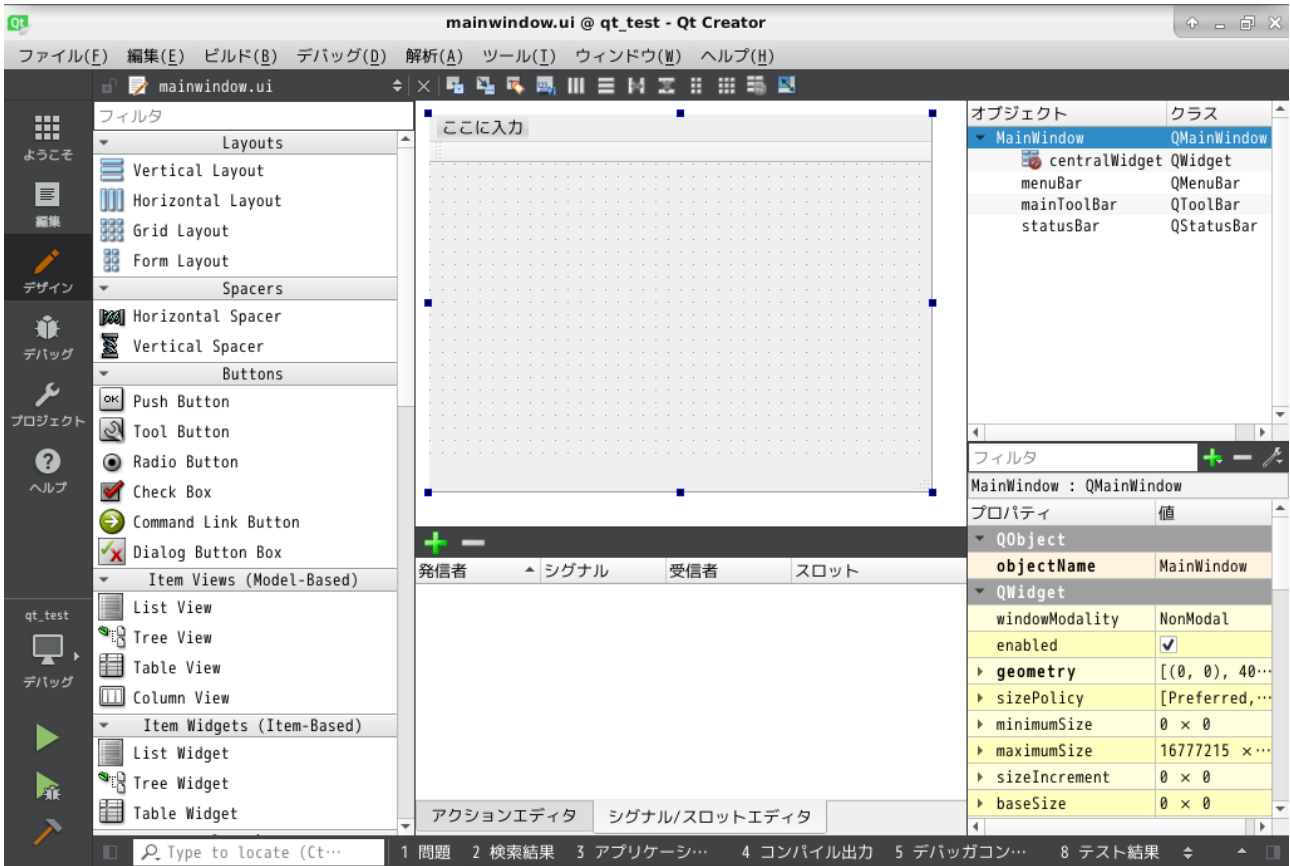 mainwindow.ui @ qt_test - Qt Creator
ファイル(F) 編集(E) ビルド(B) デバッグ(D) 解析(A) ツール(T) ウィンドウ(W) ヘルプ(H)
mainwindow.ui
ようこそ
編集
デザイン
デバッグ
プロジェクト
ヘルプ
qt_test
デバッグ
フィルタ
Layouts
Vertical Layout
Horizontal Layout
Grid Layout
Form Layout
Spacers
Horizontal Spacer
Vertical Spacer
Buttons
OK Push Button
Tool Button
Radio Button
Check Box
Command Link Button
Dialog Button Box
Item Views (Model-Based)
List View
Tree View
Table View
Column View
Item Widgets (Item-Based)
List Widget
Tree Widget
Table Widget
ここに入力
発信者 シグナル 受信者 スロット
アクションエディタ シグナル/スロットエディタ
オブジェクト クラス
MainWindow QMainWindow
centralWidget QWidget
menuBar QMenuBar
mainToolBar QToolBar
statusBar QStatusBar
フィルタ
MainWindow : QMainWindow
プロパティ 値
QObject
objectName MainWindow
QWidget
windowModality NonModal
enabled
geometry [(0, 0), 40…
sizePolicy [Preferred,…
minimumSize 0 × 0
maximumSize 16777215 ×…
sizeIncrement 0 × 0
baseSize 0 × 0
Type to locate (Ct… 1 問題 2 検索結果 3 アプリケーシ… 4 コンパイル出力 5 デバッガコン… 8 テスト結果